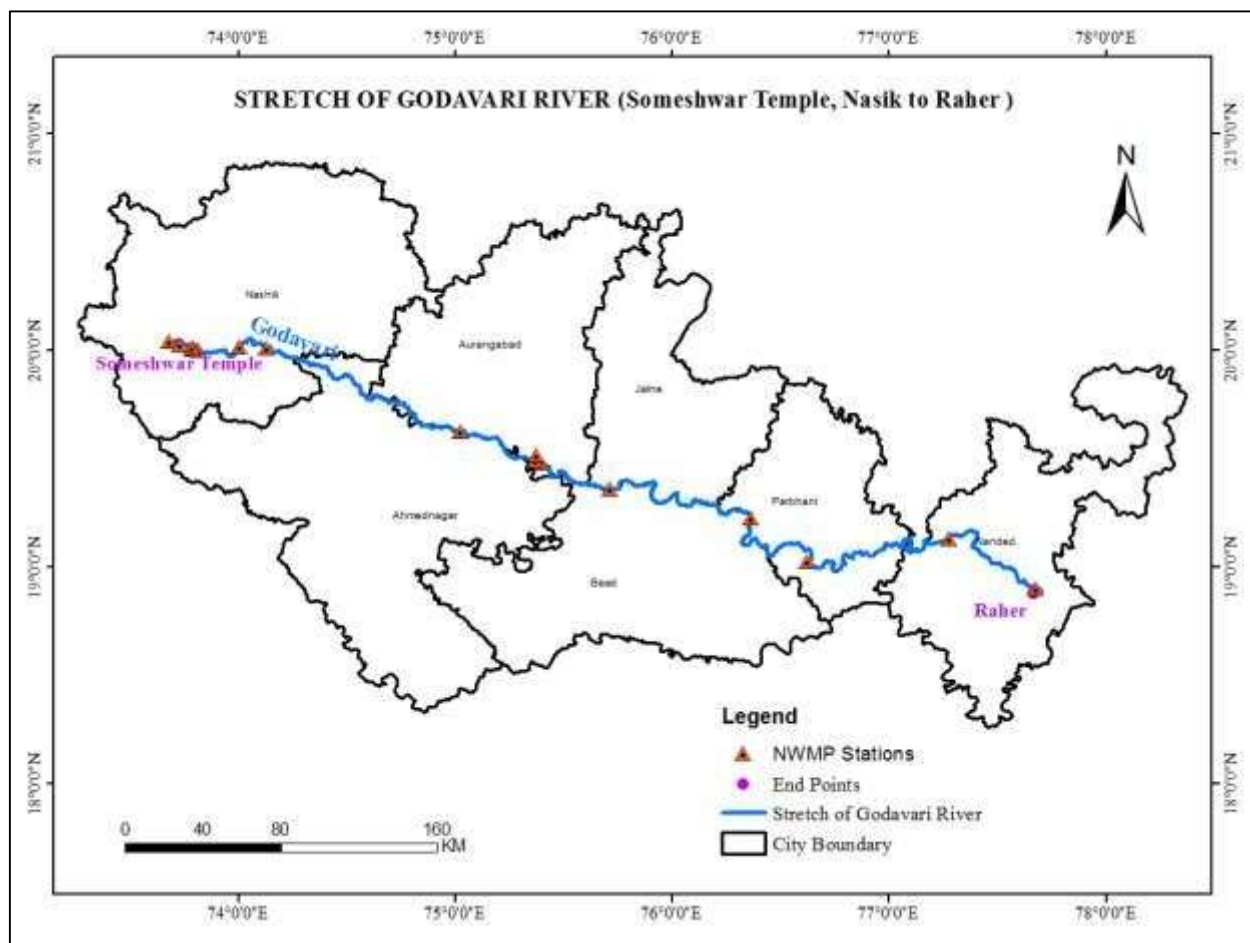 74°0'0"E 75°0'0"E 76°0'0"E 77°0'0"E 78°0'0"E
STRETCH OF GODAVARI RIVER (Someshwar Temple, Nasik to Raher )
21°0'0"N 21°0'0"N
N
Nashik
Godavari
Aurangabad
20°0'0"N 20°0'0"N
Someshwar Temple
Jalna
Parbhani
Ahmednagar
Nanded
19°0'0"N 19°0'0"N
Beed
Raher
Legend
NWMP Stations
End Points
18°0'0"N 18°0'0"N
Stretch of Godavari River
0 40 80 160
KM
City Boundary
74°0'0"E 75°0'0"E 76°0'0"E 77°0'0"E 78°0'0"E